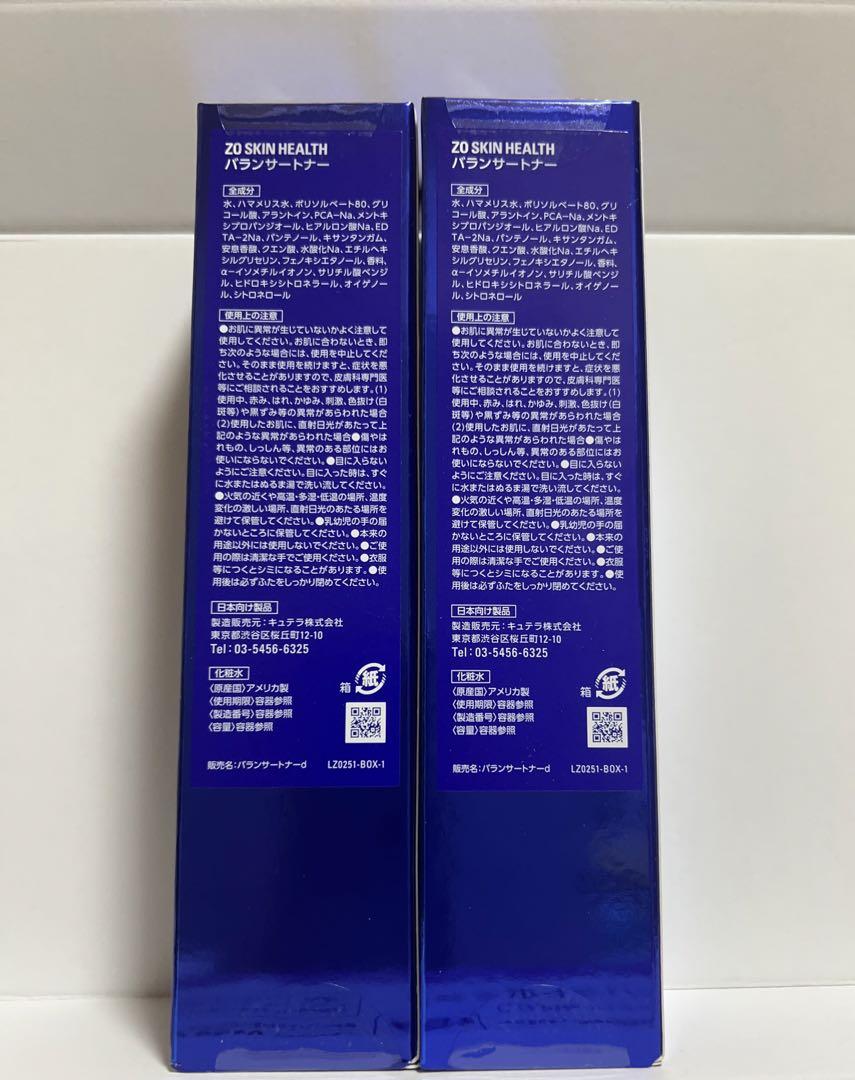 ZO SKIN HEALTH
バランサートナー
全成分
水、ハマメリス水、ポリソルベート80、グリ
コール酸、アラントイン、PCA-Na、メントキ
シプロパンジオール、ヒアルロン酸Na、ED
TA-2Na、パンテノール、キサンタンガム、
安息香酸、クエン酸、水酸化Na、エチルヘキ
シルグリセリン、フェノキシエタノール、香料、
α-イソメチルイオノン、サリチル酸ベンジ
ル、ヒドロキシシトロネラール、オイゲノー
ル、シトロネロール
使用上の注意
●お肌に異常が生じていないかよく注意して
使用してください。お肌に合わないとき、即
ち次のような場合には、使用を中止してくだ
さい。そのまま使用を続けますと、症状を悪
化させることがありますので、皮膚科専門医
等にご相談されることをおすすめします。(1)
使用中、赤み、はれ、かゆみ、刺激、色抜け(白
斑等)や黒ずみ等の異常があらわれた場合
(2)使用したお肌に、直射日光があたって上
記のような異常があらわれた場合●傷やは
れもの、しっしん等、異常のある部位にはお
使いにならないでください。●目に入らない
ようにご注意ください。目に入った時は、すぐ
に水またはぬるま湯で洗い流してください。
●火気の近くや高温・多湿・低温の場所、温度
変化の激しい場所、直射日光のあたる場所を
避けて保管してください。●乳幼児の手の届
かないところに保管してください。●本来の
用途以外には使用しないでください。●ご使
用の際は清潔な手でご使用ください。●衣服
等につくとシミになることがあります。●使
用後は必ずふたをしっかり閉めてください。
日本向け製品
製造販売元:キュテラ株式会社
東京都渋谷区桜丘町12-10
Tel:03-5456-6325
化粧水
〈原産国〉アメリカ製
〈使用期限〉容器参照
〈製造番号〉容器参照
〈容量〉容器参照
箱 紙
販売名:バランサートナーd LZ0251-BOX-1
ZO SKIN HEALTH
バランサートナー
全成分
水、ハマメリス水、ポリソルベート80、グリ
コール酸、アラントイン、PCA-Na、メントキ
シプロパンジオール、ヒアルロン酸Na、ED
TA-2Na、パンテノール、キサンタンガム、
安息香酸、クエン酸、水酸化Na、エチルヘキ
シルグリセリン、フェノキシエタノール、香料、
α-イソメチルイオノン、サリチル酸ベンジ
ル、ヒドロキシシトロネラール、オイゲノー
ル、シトロネロール
使用上の注意
●お肌に異常が生じていないかよく注意して
使用してください。お肌に合わないとき、即
ち次のような場合には、使用を中止してくだ
さい。そのまま使用を続けますと、症状を悪
化させることがありますので、皮膚科専門医
等にご相談されることをおすすめします。(1)
使用中、赤み、はれ、かゆみ、刺激、色抜け(白
斑等)や黒ずみ等の異常があらわれた場合
(2)使用したお肌に、直射日光があたって上
記のような異常があらわれた場合●傷やは
れもの、しっしん等、異常のある部位にはお
使いにならないでください。●目に入らない
ようにご注意ください。目に入った時は、すぐ
に水またはぬるま湯で洗い流してください。
●火気の近くや高温・多湿・低温の場所、温度
変化の激しい場所、直射日光のあたる場所を
避けて保管してください。●乳幼児の手の届
かないところに保管してください。●本来の
用途以外には使用しないでください。●ご使
用の際は清潔な手でご使用ください。●衣服
等につくとシミになることがあります。●使
用後は必ずふたをしっかり閉めてください。
日本向け製品
製造販売元:キュテラ株式会社
東京都渋谷区桜丘町12-10
Tel:03-5456-6325
化粧水
〈原産国〉アメリカ製
〈使用期限〉容器参照
〈製造番号〉容器参照
〈容量〉容器参照
箱 紙
販売名:バランサートナーd LZ0251-BOX-1